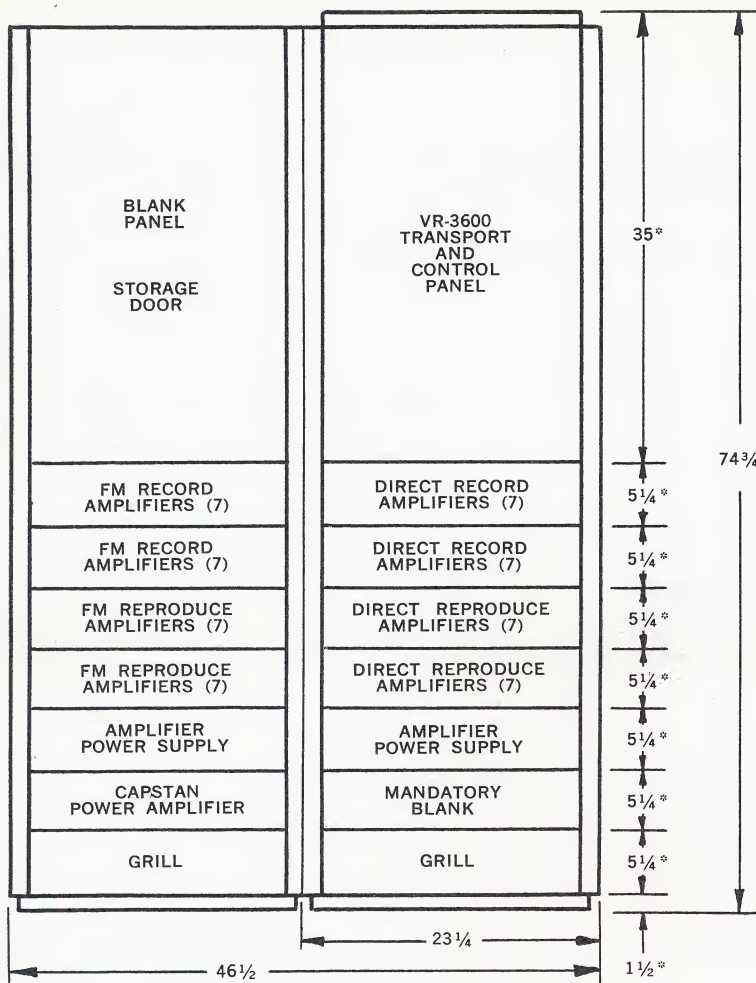 BLANK
PANEL
STORAGE
DOOR
FM RECORD
AMPLIFIERS (7)
FM RECORD
AMPLIFIERS (7)
FM REPRODUCE
AMPLIFIERS (7)
FM REPRODUCE
AMPLIFIERS (7)
AMPLIFIER
POWER SUPPLY
CAPSTAN
POWER AMPLIFIER
GRILL
VR-3600
TRANSPORT
AND
CONTROL
PANEL
DIRECT RECORD
AMPLIFIERS (7)
DIRECT RECORD
AMPLIFIERS (7)
DIRECT REPRODUCE
AMPLIFIERS (7)
DIRECT REPRODUCE
AMPLIFIERS (7)
AMPLIFIER
POWER SUPPLY
MANDATORY
BLANK
GRILL
35*
5¼*
5¼*
5¼*
5¼*
5¼*
5¼*
5¼*
1½*
74¾
23¼
46½